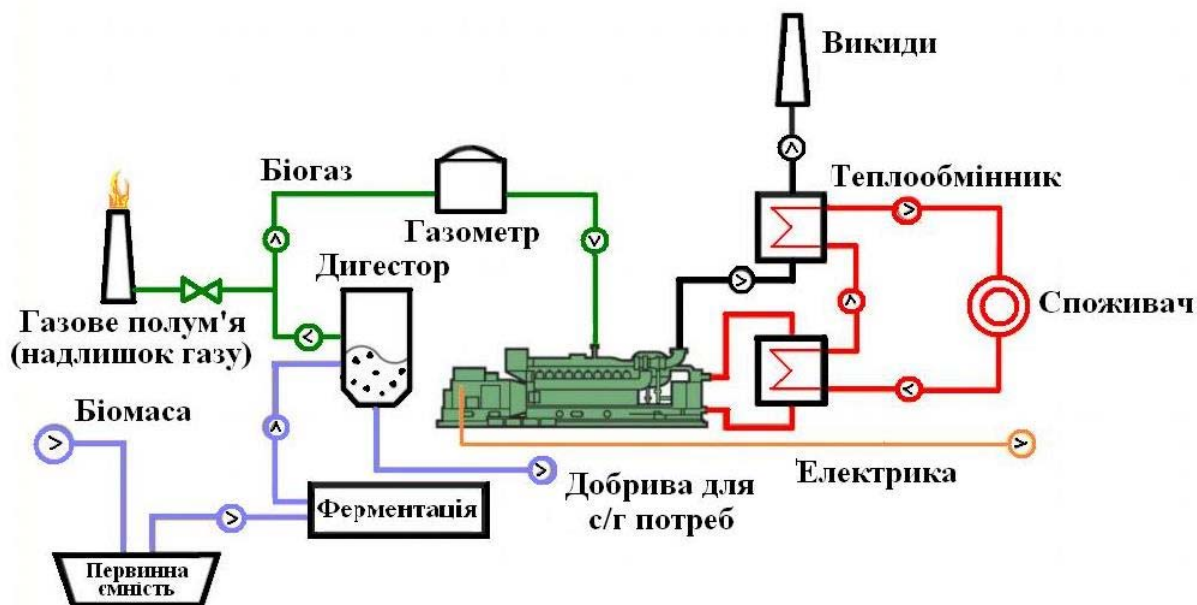 Викиди
Біогаз
Теплообмінник
Газометр
Дигестор
Газове полум'я
(надлишок газу)
Споживач
Біомаса
Електрика
Добрива для
с/г потреб
Ферментація
Первинна
ємність